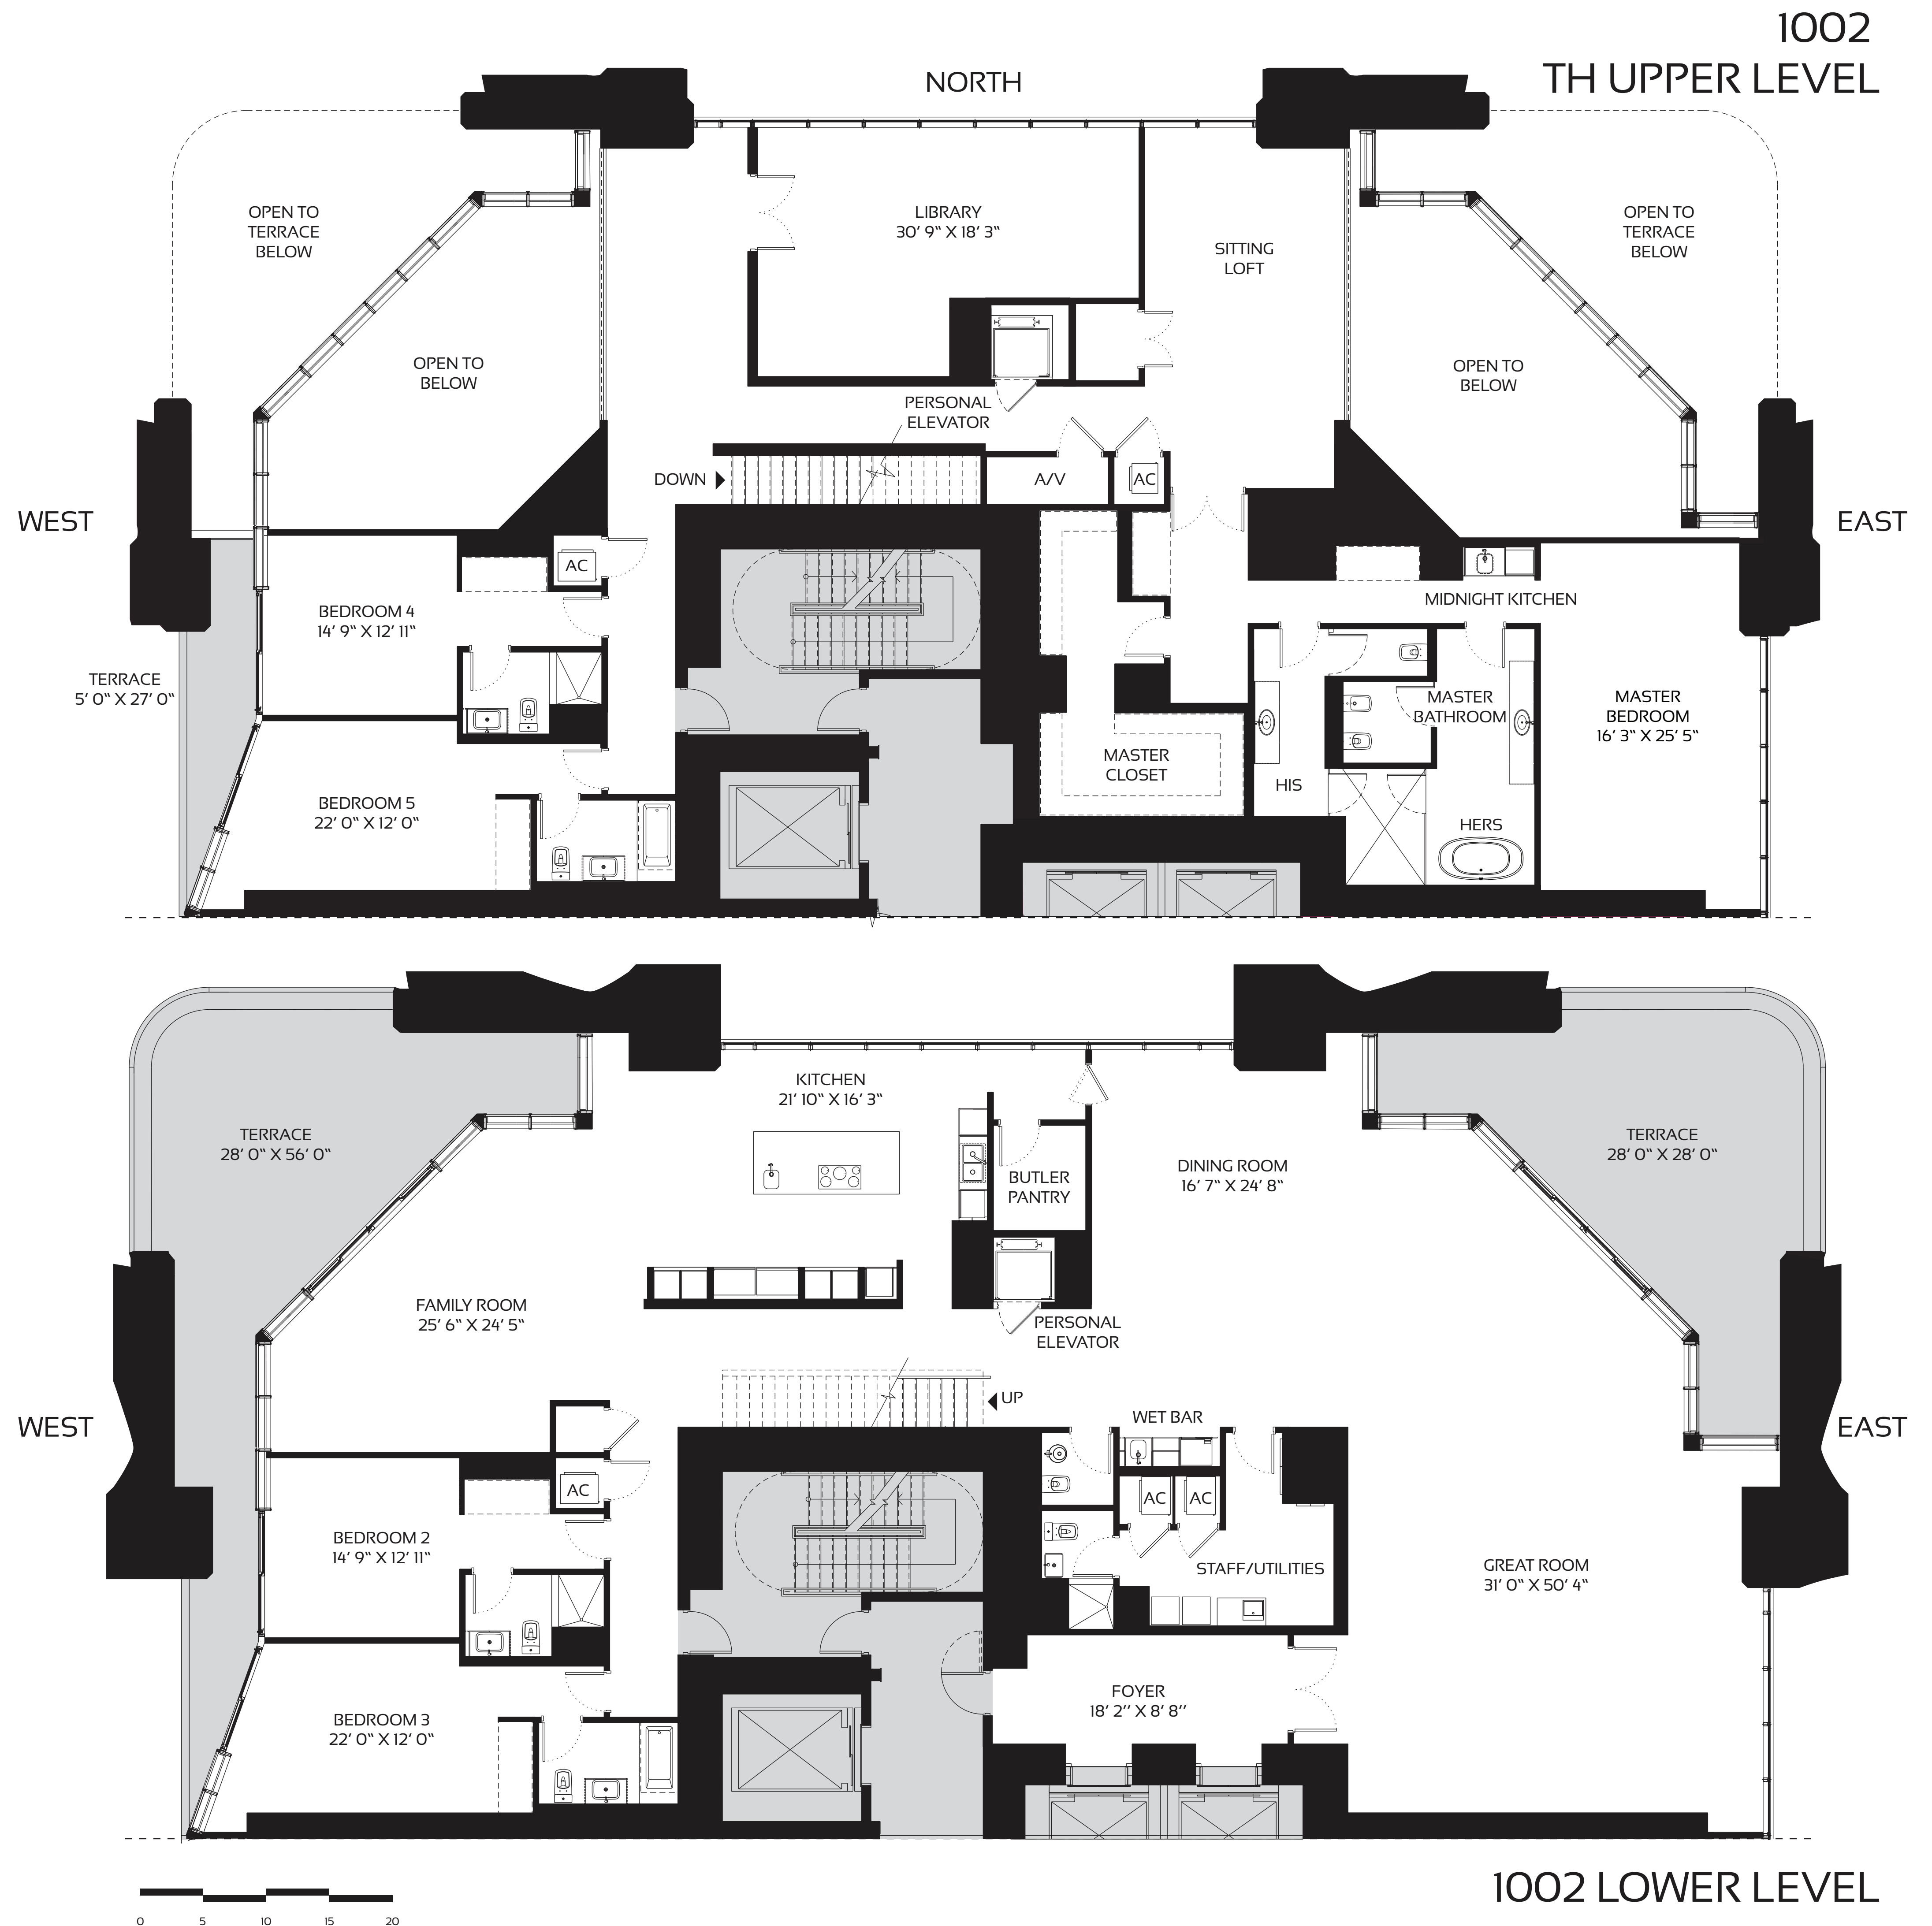 1002
TH UPPER LEVEL
NORTH
OPEN TO
TERRACE
BELOW
LIBRARY
30’ 9“ X 18’ 3“
SITTING
LOFT
OPEN TO
TERRACE
BELOW
OPEN TO
BELOW
OPEN TO
BELOW
PERSONAL
ELEVATOR
DOWN
A/V
AC
WEST
EAST
AC
BEDROOM 4
14’ 9“ X 12’ 11“
MIDNIGHT KITCHEN
TERRACE
5’ 0“ X 27’ 0“
MASTER
BATHROOM
MASTER
BEDROOM
16’ 3“ X 25’ 5“
MASTER
CLOSET
HIS
BEDROOM 5
22’ 0“ X 12’ 0“
HERS
KITCHEN
21’ 10“ X 16’ 3“
TERRACE
28’ 0“ X 56’ 0“
BUTLER
PANTRY
DINING ROOM
16’ 7“ X 24’ 8“
TERRACE
28’ 0“ X 28’ 0“
FAMILY ROOM
25’ 6“ X 24’ 5“
PERSONAL
ELEVATOR
UP
WET BAR
WEST
EAST
AC
AC
AC
BEDROOM 2
14’ 9“ X 12’ 11“
STAFF/UTILITIES
GREAT ROOM
31’ 0“ X 50’ 4“
FOYER
18’ 2’’ X 8’ 8’’
BEDROOM 3
22’ 0“ X 12’ 0“
1002 LOWER LEVEL
0 5 10 15 20